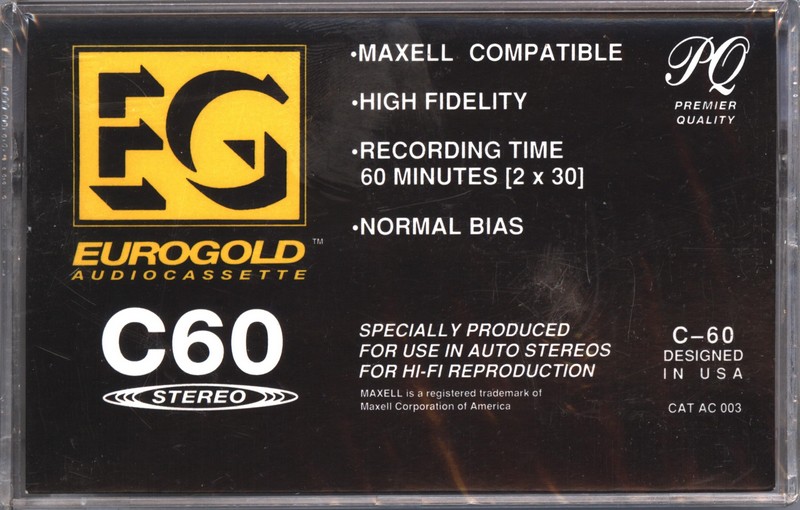 EG
EUROGOLD™
AUDIOCASSETTE
C60
STEREO
•MAXELL COMPATIBLE
•HIGH FIDELITY
•RECORDING TIME
60 MINUTES [2 x 30]
•NORMAL BIAS
SPECIALLY PRODUCED
FOR USE IN AUTO STEREOS
FOR HI-FI REPRODUCTION
MAXELL is a registered trademark of
Maxell Corporation of America
PQ
PREMIER
QUALITY
C–60
DESIGNED
IN USA
CAT AC 003